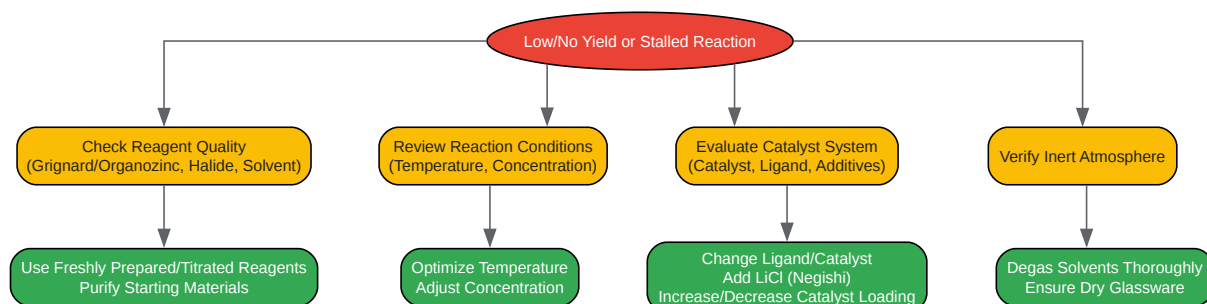 Low/No Yield or Stalled Reaction
Check Reagent Quality
(Grignard/Organozinc, Halide, Solvent)
Review Reaction Conditions
(Temperature, Concentration)
Evaluate Catalyst System
(Catalyst, Ligand, Additives)
Verify Inert Atmosphere
Use Freshly Prepared/Titrated Reagents
Purify Starting Materials
Optimize Temperature
Adjust Concentration
Change Ligand/Catalyst
Add LiCl (Negishi)
Increase/Decrease Catalyst Loading
Degas Solvents Thoroughly
Ensure Dry Glassware